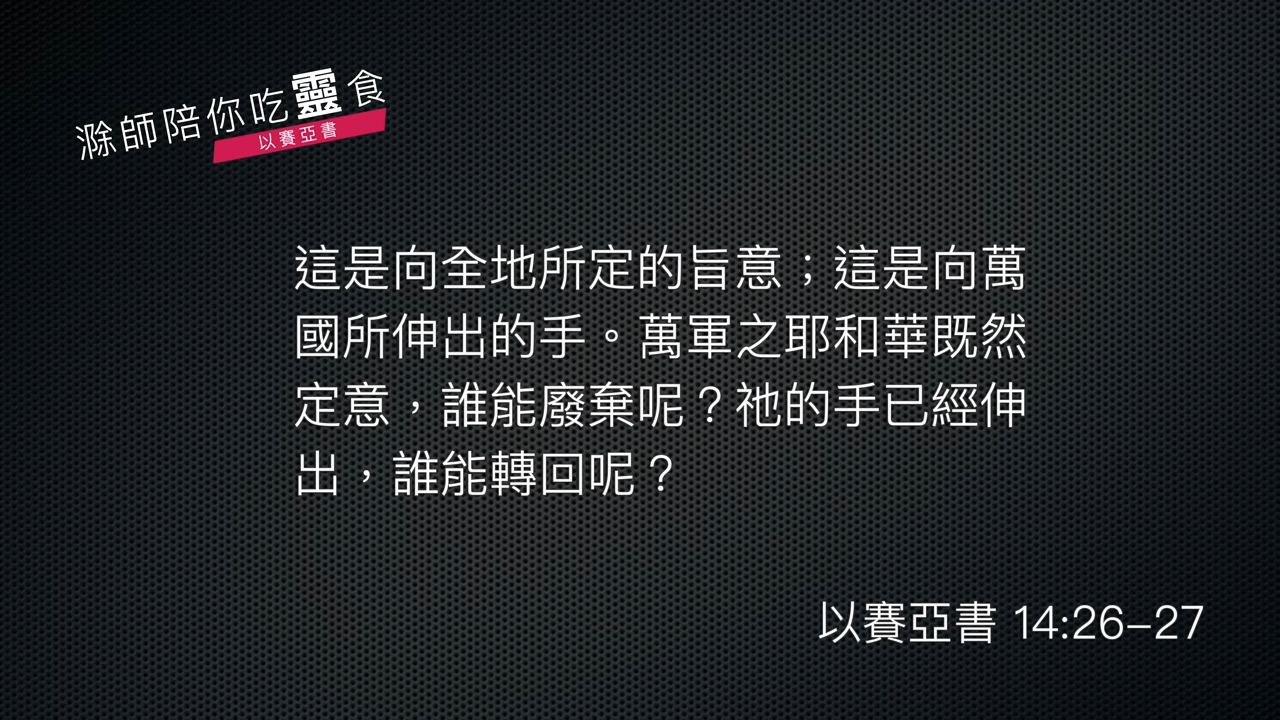 滁師陪你吃靈食
以賽亞書
這是向全地所定的旨意；這是向萬
國所伸出的手。萬軍之耶和華既然
定意，誰能廢棄呢？祂的手已經伸
出，誰能轉回呢？
以賽亞書 14:26–27